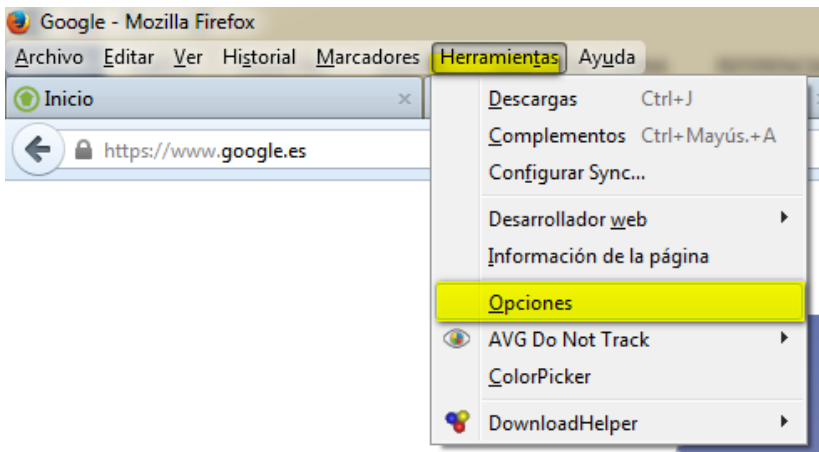 Google - Mozilla Firefox
Archivo Editar Ver Historial Marcadores Herramientas Ayuda
Inicio
https://www.google.es
Descargas Ctrl+J
Complementos Ctrl+Mayús.+A
Configurar Sync...
Desarrollador web
Información de la página
Opciones
AVG Do Not Track
ColorPicker
DownloadHelper